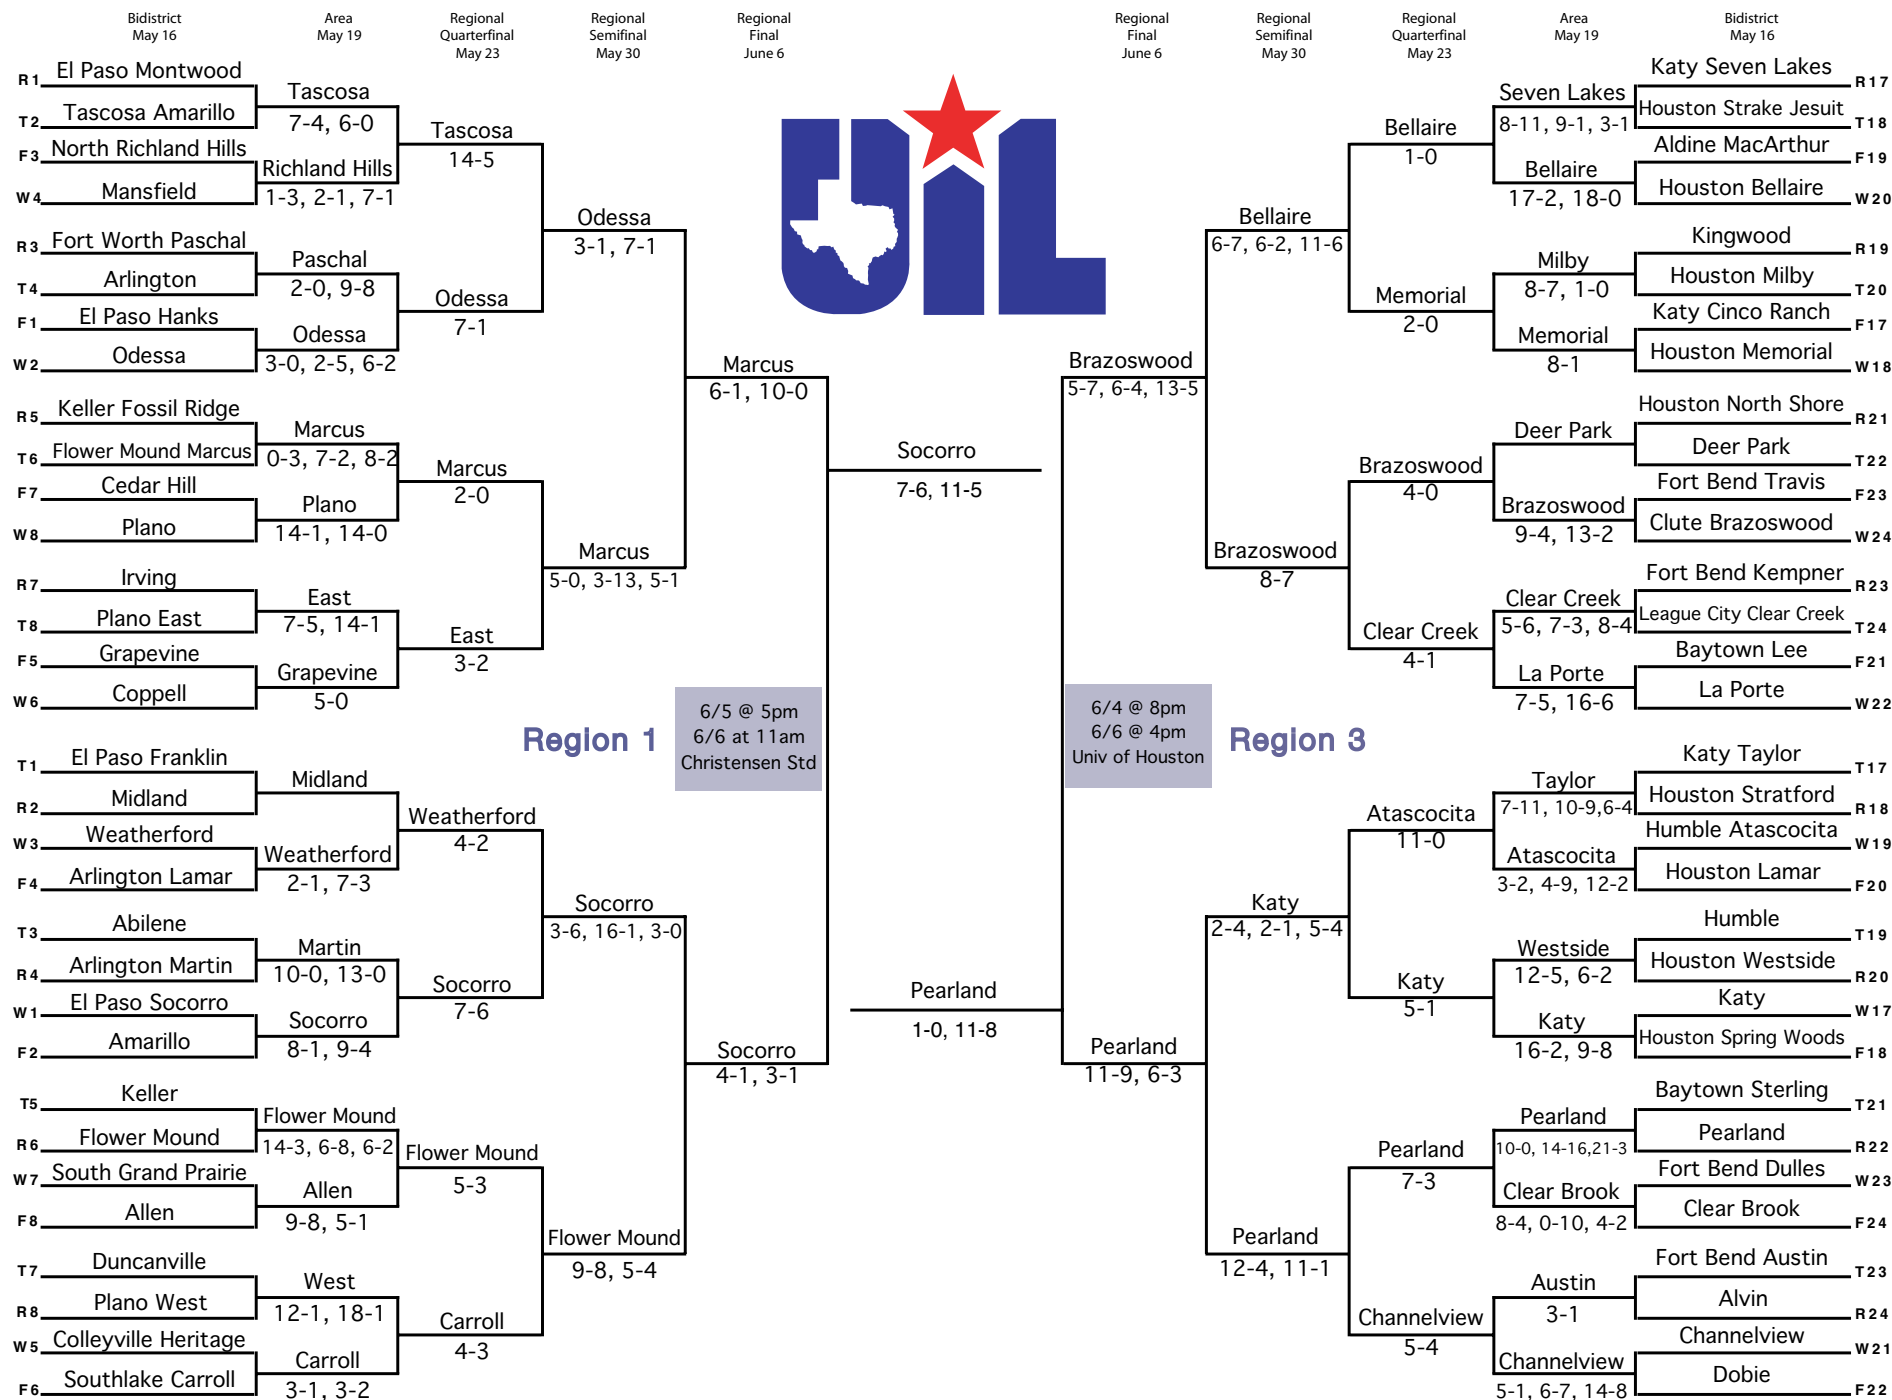 Bidistrict
May 16
Area
May 19
Regional
Quarterfinal
May 23
Regional
Semifinal
May 30
Regional
Final
June 6
Regional
Final
June 6
Regional
Semifinal
May 30
Regional
Quarterfinal
May 23
Area
May 19
Bidistrict
May 16
R1 El Paso Montwood
T2 Tascosa Amarillo
F3 North Richland Hills
W4 Mansfield
R3 Fort Worth Paschal
T4 Arlington
F1 El Paso Hanks
W2 Odessa
R5 Keller Fossil Ridge
T6 Flower Mound Marcus
F7 Cedar Hill
W8 Plano
R7 Irving
T8 Plano East
F5 Grapevine
W6 Coppell
T1 El Paso Franklin
R2 Midland
W3 Weatherford
F4 Arlington Lamar
T3 Abilene
R4 Arlington Martin
W1 El Paso Socorro
F2 Amarillo
T5 Keller
R6 Flower Mound
W7 South Grand Prairie
F8 Allen
T7 Duncanville
R8 Plano West
W5 Colleyville Heritage
F6 Southlake Carroll
Tascosa
7-4, 6-0
Richland Hills
1-3, 2-1, 7-1
Paschal
2-0, 9-8
Odessa
3-0, 2-5, 6-2
Marcus
0-3, 7-2, 8-2
Plano
14-1, 14-0
East
7-5, 14-1
Grapevine
5-0
Midland
Weatherford
2-1, 7-3
Martin
10-0, 13-0
Socorro
8-1, 9-4
Flower Mound
14-3, 6-8, 6-2
Allen
9-8, 5-1
West
12-1, 18-1
Carroll
3-1, 3-2
Tascosa
14-5
Odessa
7-1
Marcus
2-0
East
3-2
Weatherford
4-2
Socorro
7-6
Flower Mound
5-3
Carroll
4-3
Odessa
3-1, 7-1
Marcus
5-0, 3-13, 5-1
Socorro
3-6, 16-1, 3-0
Flower Mound
9-8, 5-4
Marcus
6-1, 10-0
Socorro
4-1, 3-1
Region 1
6/5 @ 5pm
6/6 at 11am
Christensen Std
UIL
Socorro
7-6, 11-5
Pearland
1-0, 11-8
Brazoswood
5-7, 6-4, 13-5
Pearland
11-9, 6-3
6/4 @ 8pm
6/6 @ 4pm
Univ of Houston
Region 3
Bellaire
6-7, 6-2, 11-6
Brazoswood
8-7
Katy
2-4, 2-1, 5-4
Pearland
12-4, 11-1
Bellaire
1-0
Memorial
2-0
Brazoswood
4-0
Clear Creek
4-1
Atascocita
11-0
Katy
5-1
Pearland
7-3
Channelview
5-4
Seven Lakes
8-11, 9-1, 3-1
Bellaire
17-2, 18-0
Milby
8-7, 1-0
Memorial
8-1
Deer Park
Brazoswood
9-4, 13-2
Clear Creek
5-6, 7-3, 8-4
La Porte
7-5, 16-6
Taylor
7-11, 10-9,6-4
Atascocita
3-2, 4-9, 12-2
Westside
12-5, 6-2
Katy
16-2, 9-8
Pearland
10-0, 14-16,21-3
Clear Brook
8-4, 0-10, 4-2
Austin
3-1
Channelview
5-1, 6-7, 14-8
Katy Seven Lakes R17
Houston Strake Jesuit T18
Aldine MacArthur F19
Houston Bellaire W20
Kingwood R19
Houston Milby T20
Katy Cinco Ranch F17
Houston Memorial W18
Houston North Shore R21
Deer Park T22
Fort Bend Travis F23
Clute Brazoswood W24
Fort Bend Kempner R23
League City Clear Creek T24
Baytown Lee F21
La Porte W22
Katy Taylor T17
Houston Stratford R18
Humble Atascocita W19
Houston Lamar F20
Humble T19
Houston Westside R20
Katy W17
Houston Spring Woods F18
Baytown Sterling T21
Pearland R22
Fort Bend Dulles W23
Clear Brook F24
Fort Bend Austin T23
Alvin R24
Channelview W21
Dobie F22